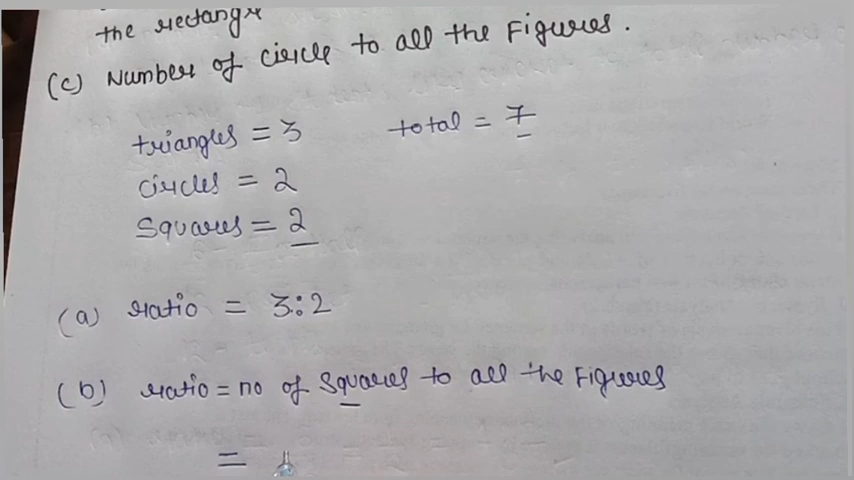 the rectangle
(c) Number of circle to all the Figures.
triangles = 3 total = 7
circles = 2
Squares = 2
(a) ratio = 3:2
(b) ratio = no of squares to all the Figures
=